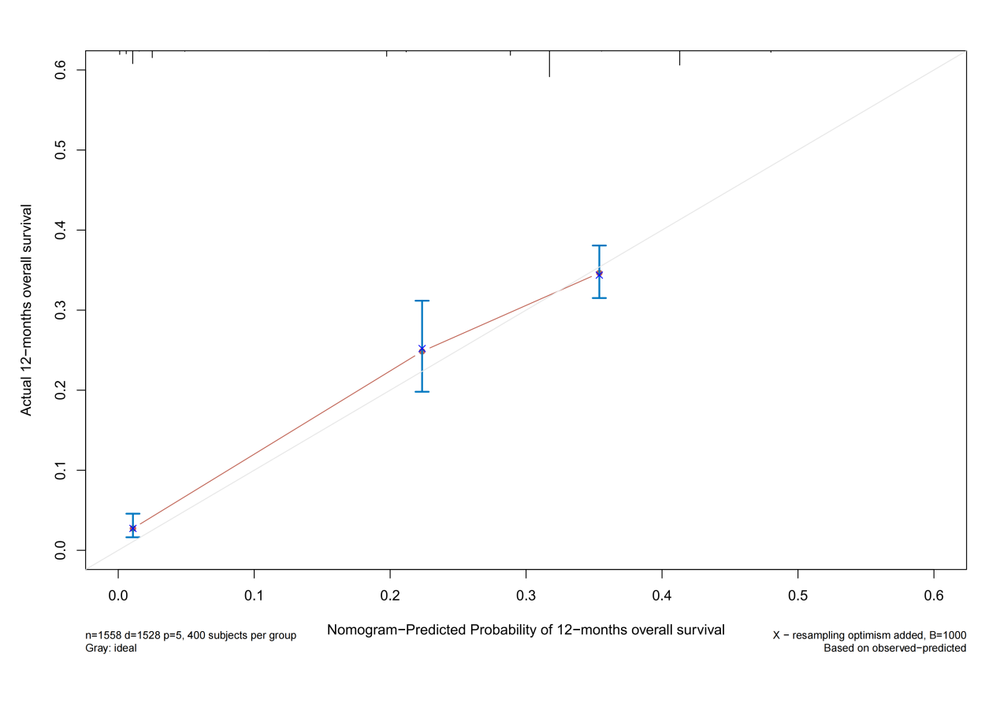 0.6
0.5
0.4
0.3
0.2
0.1
0.0
Actual 12−months overall survival
0.0 0.1 0.2 0.3 0.4 0.5 0.6
Nomogram−Predicted Probability of 12−months overall survival
n=1558 d=1528 p=5, 400 subjects per group
Gray: ideal
X − resampling optimism added, B=1000
Based on observed−predicted